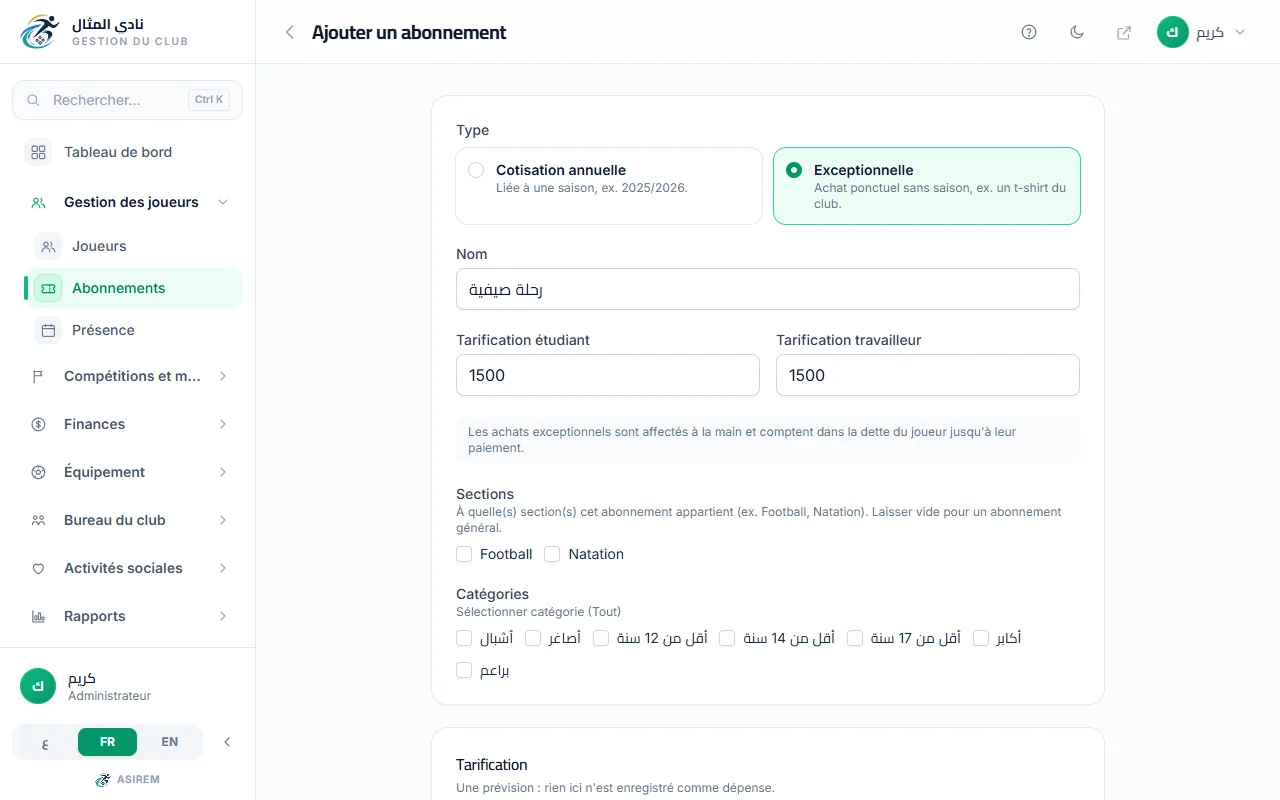 نادي المثال
GESTION DU CLUB
Rechercher...
Ctrl K
Tableau de bord
Gestion des joueurs
Joueurs
Abonnements
Présence
Compétitions et m...
Finances
Équipement
Bureau du club
Activités sociales
Rapports
ك
كريم
Administrateur
ع
FR
EN
ASIREM
Ajouter un abonnement
ك
كريم
Type
Cotisation annuelle
Liée à une saison, ex. 2025/2026.
Exceptionnelle
Achat ponctuel sans saison, ex. un t-shirt du
club.
Nom
رحلة صيفية
Tarification étudiant
1500
Tarification travailleur
1500
Les achats exceptionnels sont affectés à la main et comptent dans la dette du joueur jusqu'à leur
paiement.
Sections
À quelle(s) section(s) cet abonnement appartient (ex. Football, Natation). Laisser vide pour un abonnement
général.
Football
Natation
Catégories
Sélectionner catégorie (Tout)
أشبال
أصاغر
أقل من 12 سنة
أقل من 14 سنة
أقل من 17 سنة
أكابر
براعم
Tarification
Une prévision : rien ici n'est enregistré comme dépense.